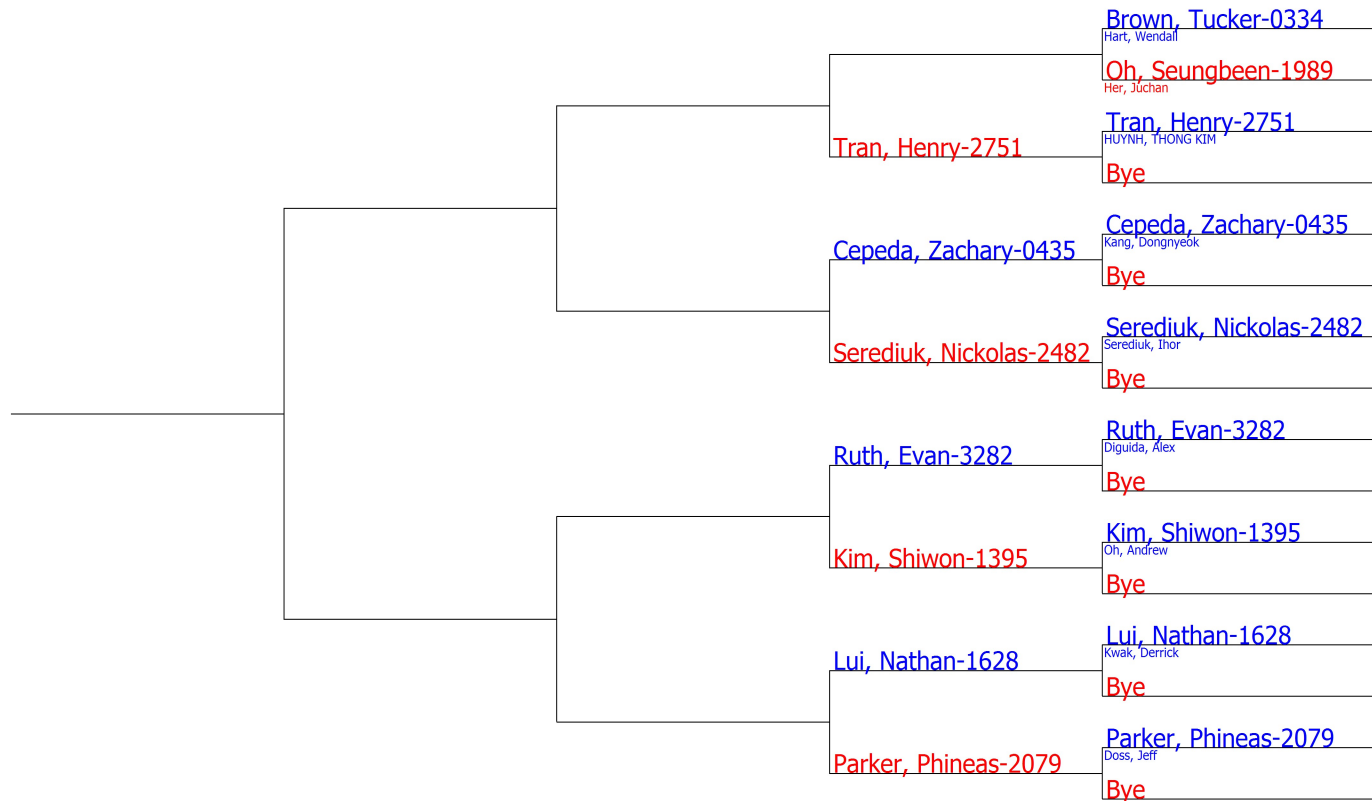 Brown, Tucker-0334
Hart, Wendall
Oh, Seungbeen-1989
Her, Juchan
Tran, Henry-2751
Tran, Henry-2751
HUYNH, THONG KIM
Bye
Cepeda, Zachary-0435
Cepeda, Zachary-0435
Kang, Dongnyeok
Bye
Serediuk, Nickolas-2482
Serediuk, Nickolas-2482
Serediuk, Ihor
Bye
Ruth, Evan-3282
Ruth, Evan-3282
Diguida, Alex
Bye
Kim, Shiwon-1395
Kim, Shiwon-1395
Oh, Andrew
Bye
Lui, Nathan-1628
Lui, Nathan-1628
Kwak, Derrick
Bye
Parker, Phineas-2079
Parker, Phineas-2079
Doss, Jeff
Bye